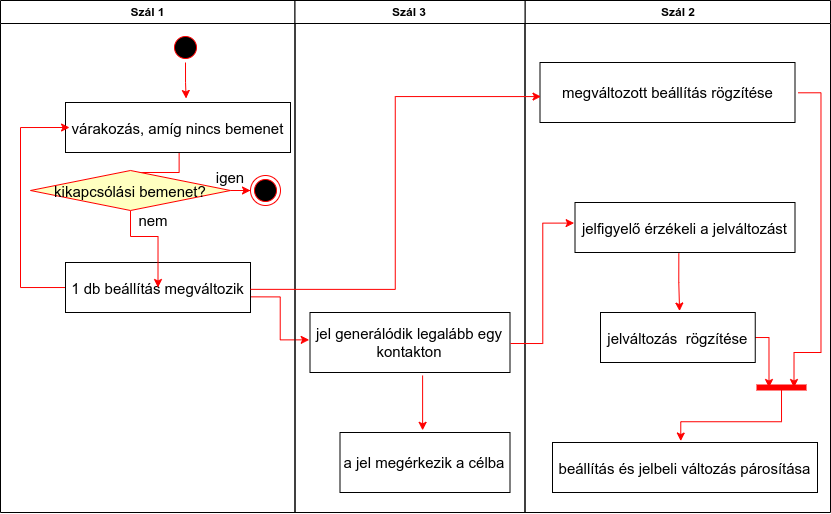 Szál 1
Szál 3
Szál 2
várakozás, amíg nincs bemenet
kikapcsólási bemenet?
igen
nem
1 db beállítás megváltozik
jel generálódik legalább egy
kontakton
a jel megérkezik a célba
megváltozott beállítás rögzítése
jelfigyelő érzékeli a jelváltozást
jelváltozás  rögzítése
beállítás és jelbeli változás párosítása